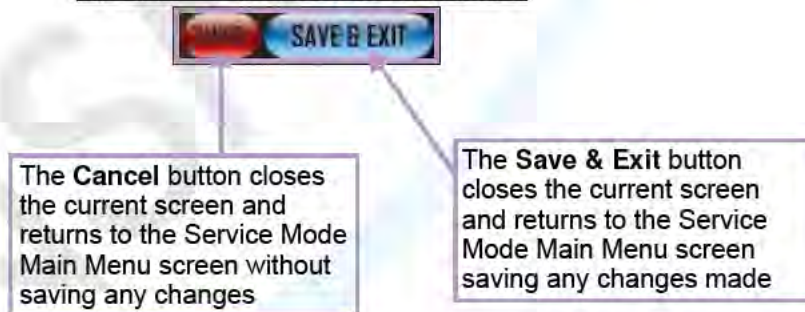 SAVE & EXIT
The Cancel button closes
the current screen and
returns to the Service Mode
Main Menu screen without
saving any changes
The Save & Exit button
closes the current screen
and returns to the Service
Mode Main Menu screen
saving any changes made